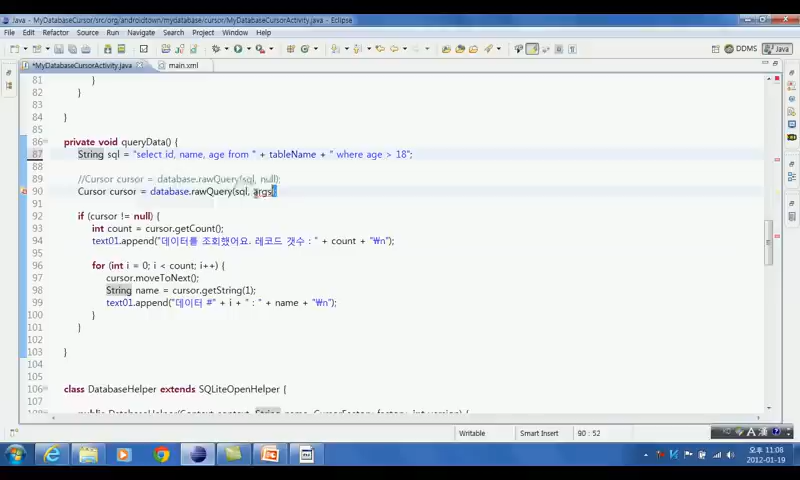 Java - MyDatabaseCursor/src/org/androidtown/mydatabase/cursor/MyDatabaseCursorActivity.java - Eclipse
File Edit Refactor Source Navigate Search Project Run Window Help
DDMS Java
*MyDatabaseCursorActivity.java main.xml
81 }
82 }
83
84 }
85
86 private void queryData() {
87 String sql = "select id, name, age from " + tableName + " where age > 18";
88
89 //Cursor cursor = database.rawQuery(sql, null);
90 Cursor cursor = database.rawQuery(sql, args);
91
92 if (cursor != null) {
93 int count = cursor.getCount();
94 text01.append("데이터를 조회했어요. 레코드 갯수 : " + count + "₩n");
95
96 for (int i = 0; i < count; i++) {
97 cursor.moveToNext();
98 String name = cursor.getString(1);
99 text01.append("데이터 #" + i + " : " + name + "₩n");
100 }
101 }
102
103 }
104
105
106 class DatabaseHelper extends SQLiteOpenHelper {
107
Writable Smart Insert 90 : 52
A 漢
오후 11:08
2012-01-19